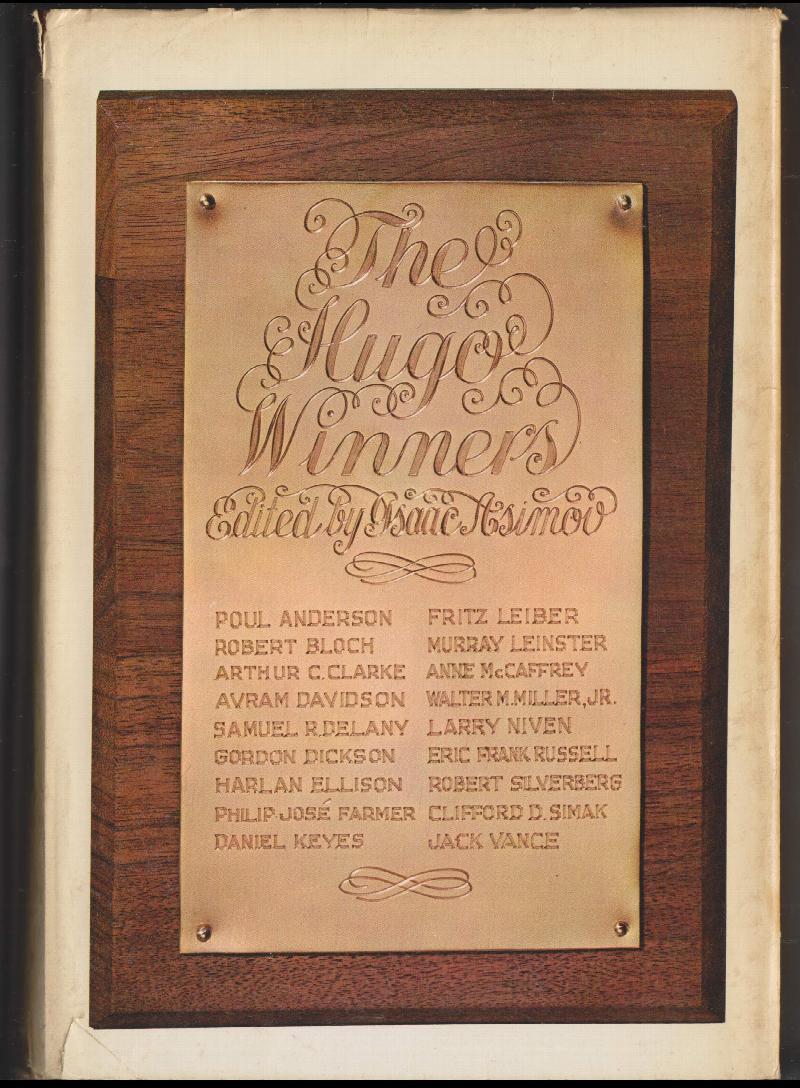 The
Hugo
Winners
Edited by Isaac Asimov
POUL ANDERSON
ROBERT BLOCH
ARTHUR C. CLARKE
AVRAM DAVIDSON
SAMUEL R. DELANY
GORDON DICKSON
HARLAN ELLISON
PHILIP JOSÉ FARMER
DANIEL KEYES
FRITZ LEIBER
MURRAY LEINSTER
ANNE McCAFFREY
WALTER M. MILLER, JR.
LARRY NIVEN
ERIC FRANK RUSSELL
ROBERT SILVERBERG
CLIFFORD D. SIMAK
JACK VANCE